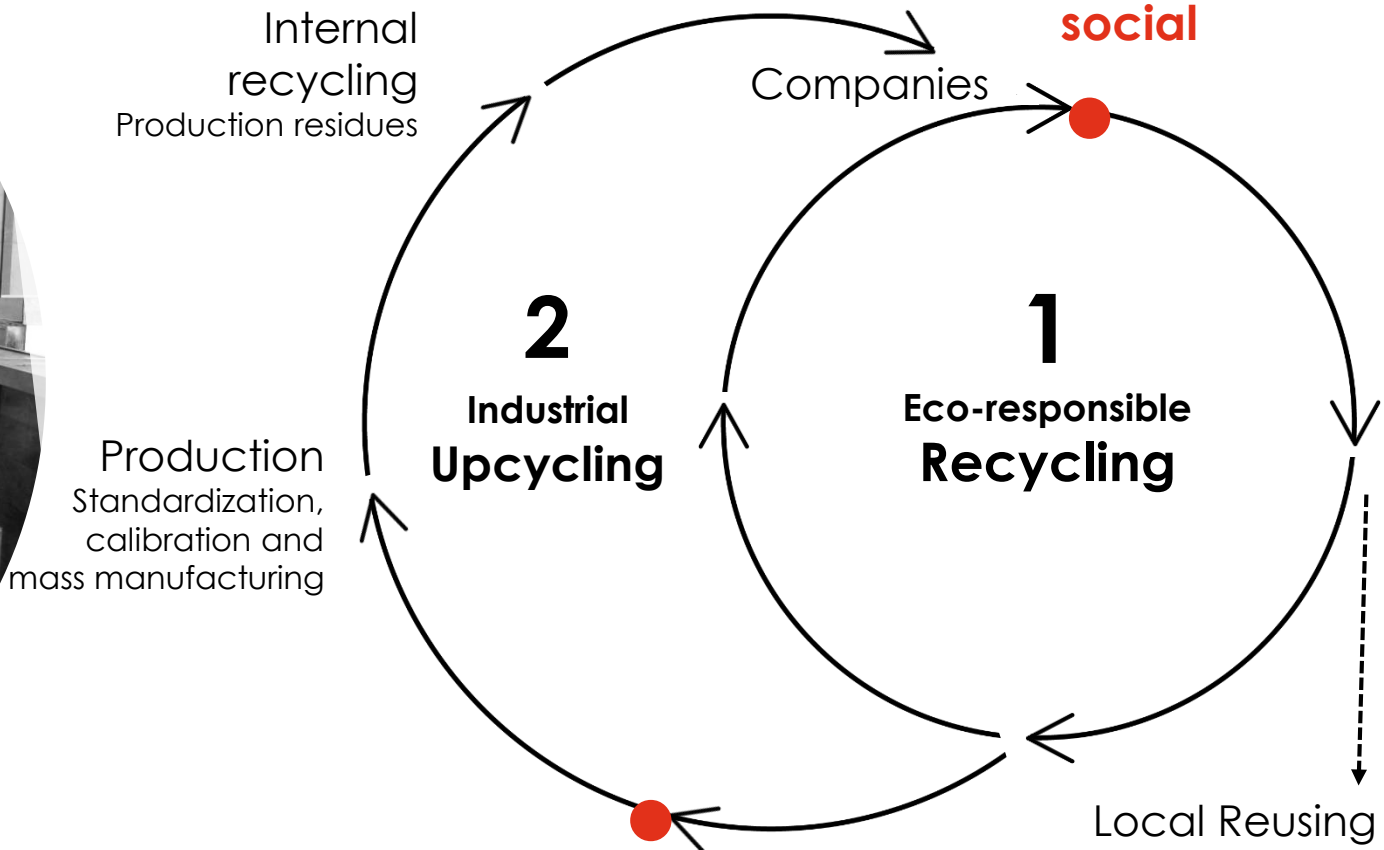 Internal
recycling
Production residues
social
Companies
2
Industrial
Upcycling
1
Eco-responsible
Recycling
Production
Standardization,
calibration and
mass manufacturing
Local Reusing